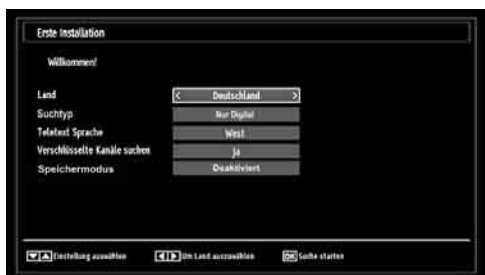 Erste Installation
Willkommen!
Land < Deutschland >
Suchtyp Nur Digital
Teletext Sprache West
Verschlüsselte Kanäle suchen Ja
Speichermodus Deaktiviert
Einstellung auswählen Um Land auszuwählen OK Suche starten